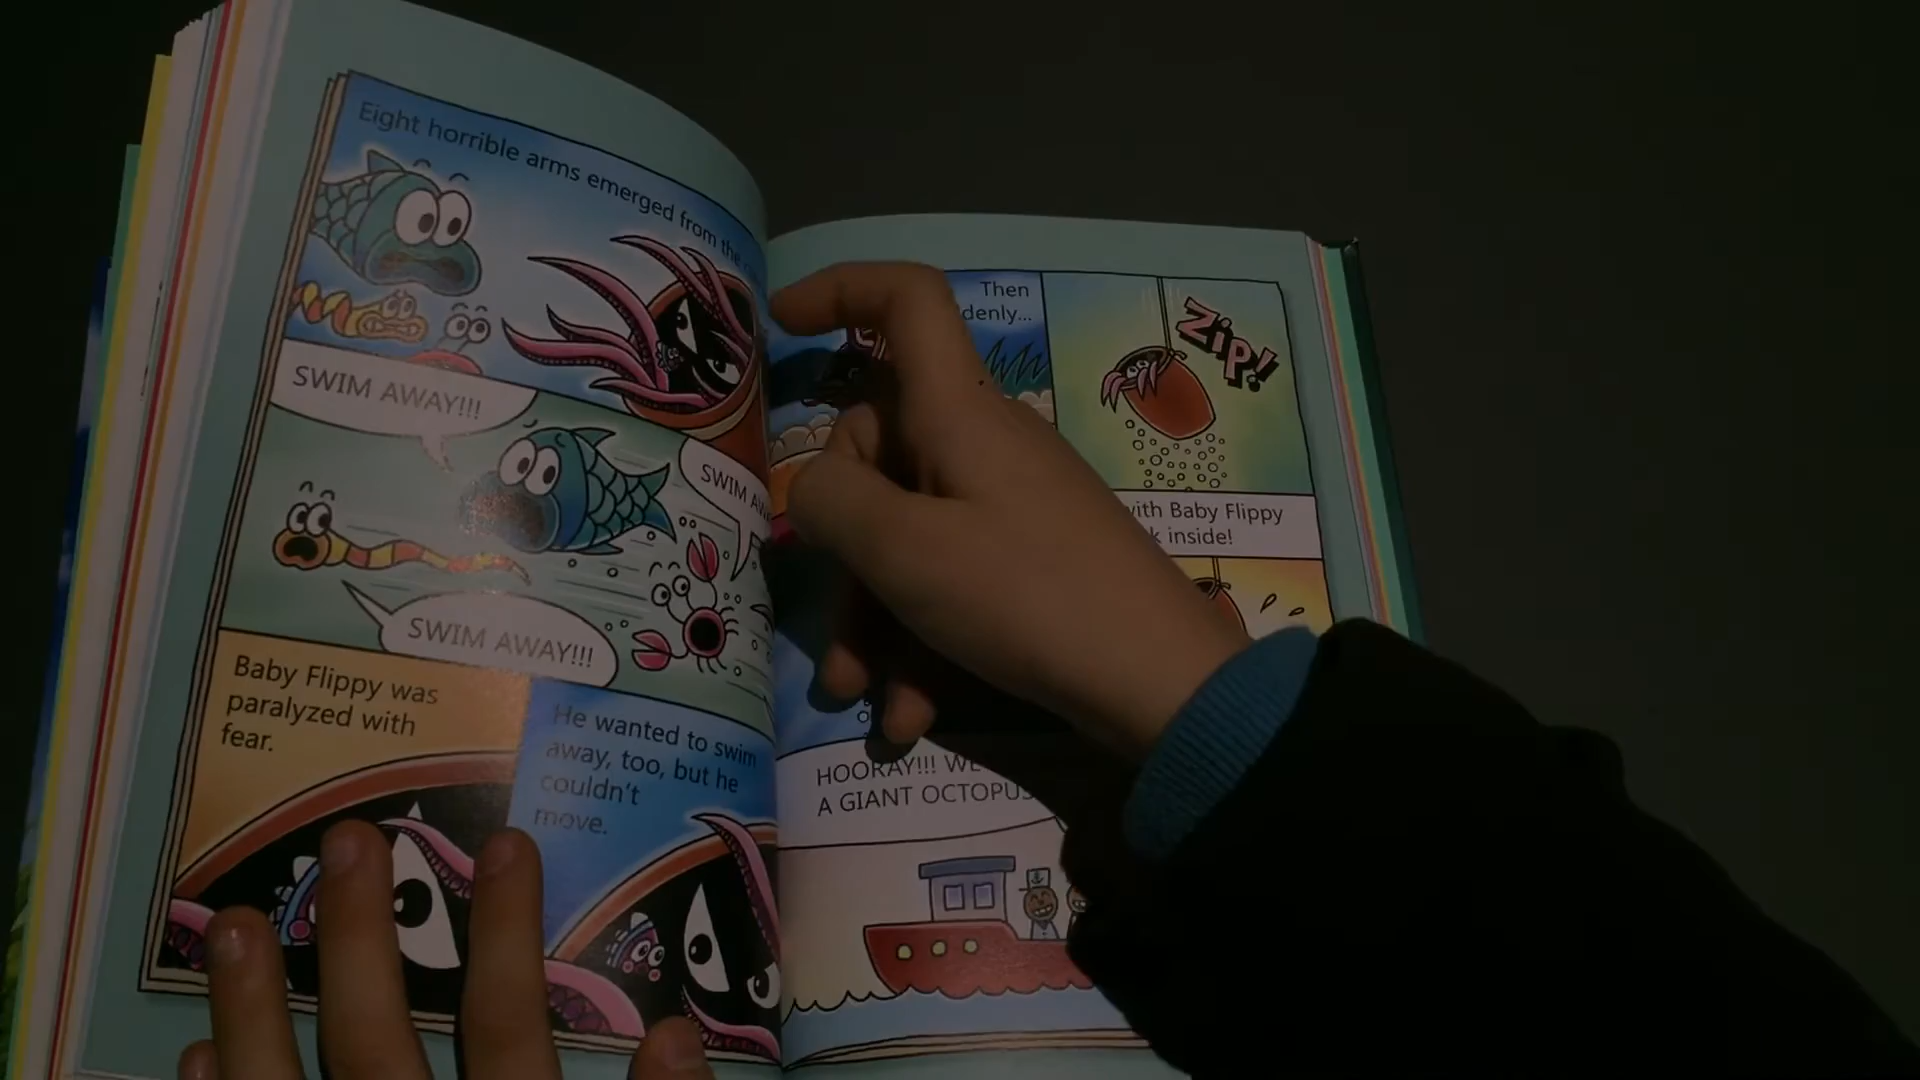 Eight horrible arms emerged from the
SWIM AWAY!!!
SWIM
SWIM AWAY!!!
Baby Flippy was
paralyzed with
fear.
He wanted to swim
away, too, but he
couldn't
move.
Then
denly...
Zip!
with Baby Flippy
inside!
HOORAY!!! WE
A GIANT OCTOPUS